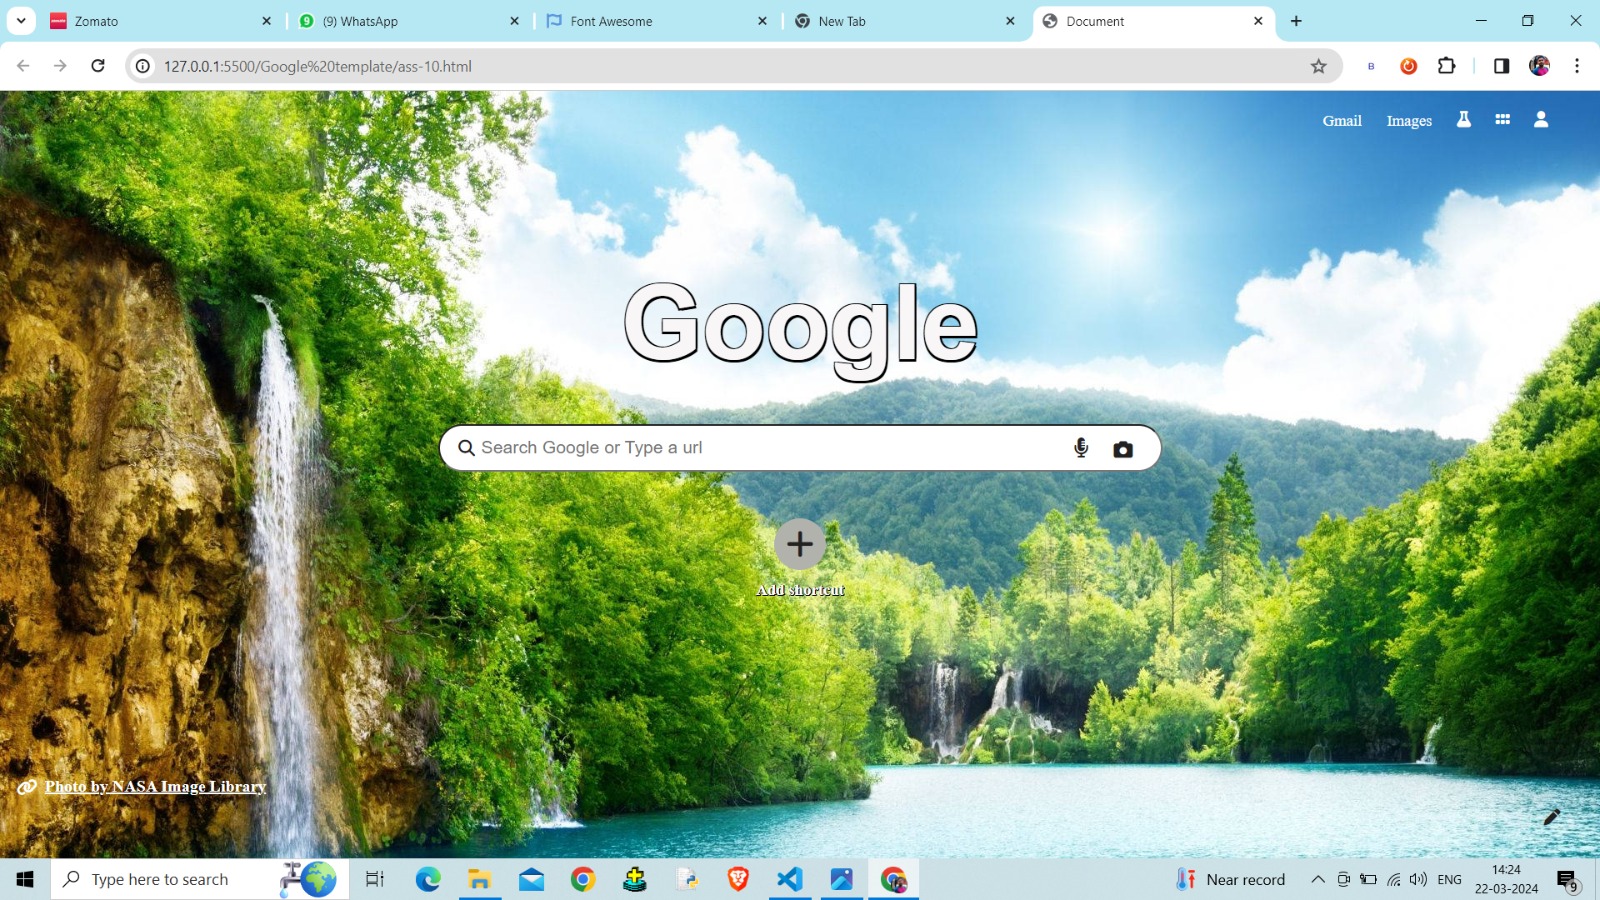 Zomato
9 (9) WhatsApp
Font Awesome
New Tab
Document
127.0.0.1:5500/Google%20template/ass-10.html
B
Gmail Images
Google
Search Google or Type a url
Add shortcut
Photo by NASA Image Library
Type here to search
Near record
ENG
14:24
22-03-2024
9